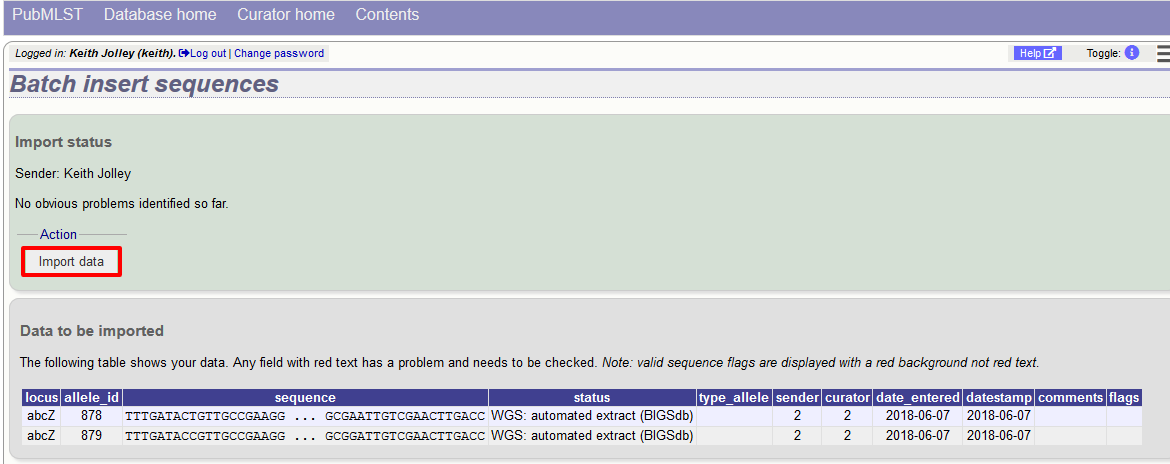 PubMLST Database home Curator home Contents
Logged in: Keith Jolley (keith). Log out | Change password Help Toggle: i
Batch insert sequences
Import status
Sender: Keith Jolley
No obvious problems identified so far.
Action
Import data
Data to be imported
The following table shows your data. Any field with red text has a problem and needs to be checked. Note: valid sequence flags are displayed with a red background not red text.
locus allele_id sequence status type_allele sender curator date_entered datestamp comments flags
abcZ 878 TTTGATACTGTTGCCGAAGG ... GCGAATTGTCGAACTTGACC WGS: automated extract (BIGSdb) 2 2 2018-06-07 2018-06-07
abcZ 879 TTTGATACCGTTGCCGAAGG ... GCGGATTGTCGAACTTGACC WGS: automated extract (BIGSdb) 2 2 2018-06-07 2018-06-07